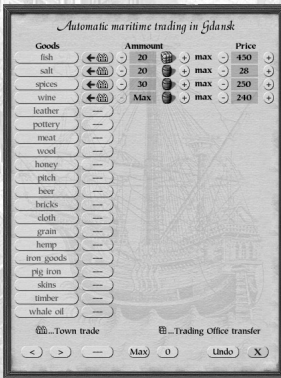 Automatic maritime trading in Gdansk
Goods Ammount Price
fish - 20 + max - 450 +
salt - 20 + max - 28 +
spices - 30 + max - 250 +
wine - Max + max - 240 +
leather —
pottery —
meat —
wool —
honey —
pitch —
beer —
bricks —
cloth —
grain —
hemp —
iron goods —
pig iron —
skins —
timber —
whale oil —
...Town trade ...Trading Office transfer
< > — Max 0 Undo X